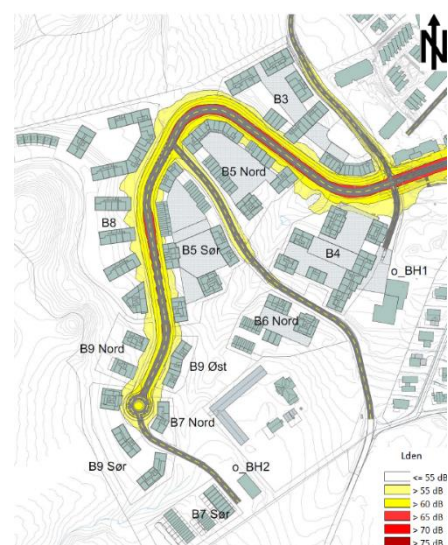 N
B3
B5 Nord
B8
B5 Sør
B4
o_BH1
B6 Nord
B9 Nord
B9 Øst
B7 Nord
B9 Sør
o_BH2
B7 Sør
Lden
<= 55 dB
> 55 dB
> 60 dB
> 65 dB
> 70 dB
> 75 dB